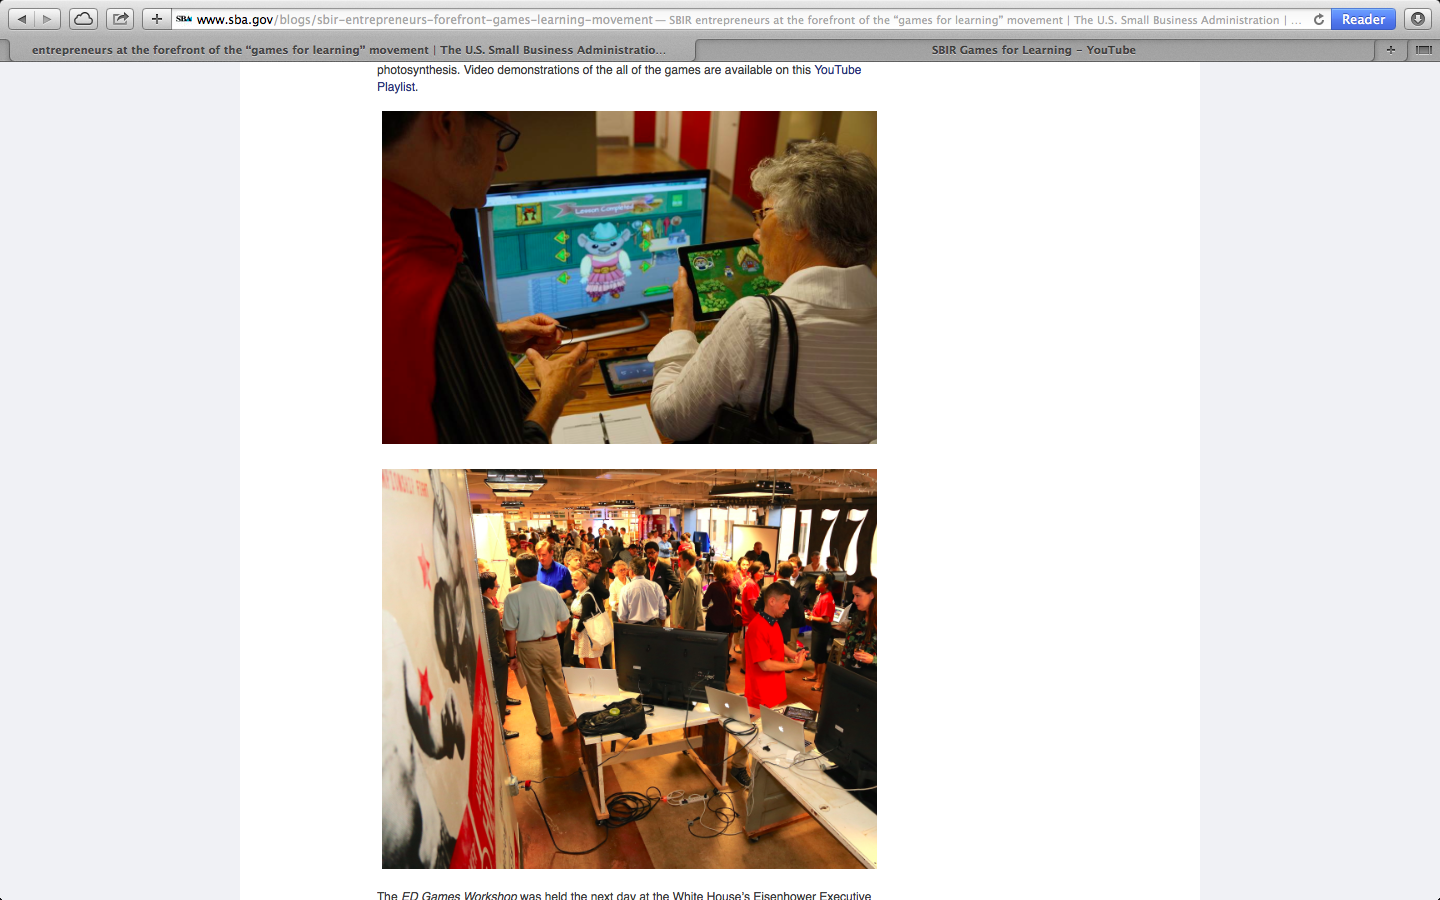 SBA www.sba.gov/blogs/sbir-entrepreneurs-forefront-games-learning-movement — SBIR entrepreneurs at the forefront of the “games for learning” movement | The U.S. Small Business Administration | ...
Reader
entrepreneurs at the forefront of the “games for learning” movement | The U.S. Small Business Administratio...
SBIR Games for Learning - YouTube
photosynthesis. Video demonstrations of the all of the games are available on this YouTube
Playlist.
Lesson Complete
177
The ED Games Workshop was held the next day at the White House's Eisenhower Executive